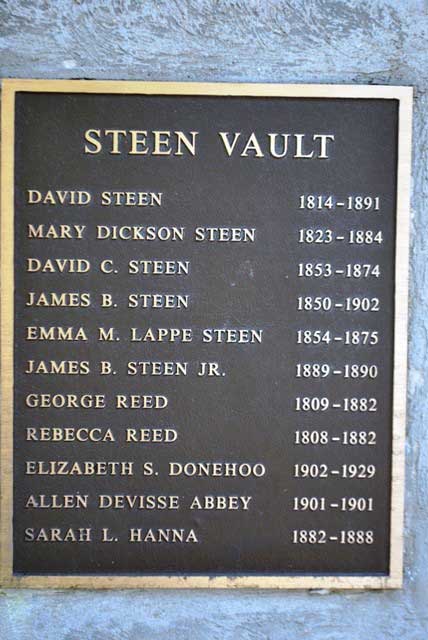 STEEN VAULT
DAVID STEEN 1814-1891
MARY DICKSON STEEN 1823-1884
DAVID C. STEEN 1853-1874
JAMES B. STEEN 1850-1902
EMMA M. LAPPE STEEN 1854-1875
JAMES B. STEEN JR. 1889-1890
GEORGE REED 1809-1882
REBECCA REED 1808-1882
ELIZABETH S. DONEHOO 1902-1929
ALLEN DEVISSE ABBEY 1901-1901
SARAH L. HANNA 1882-1888